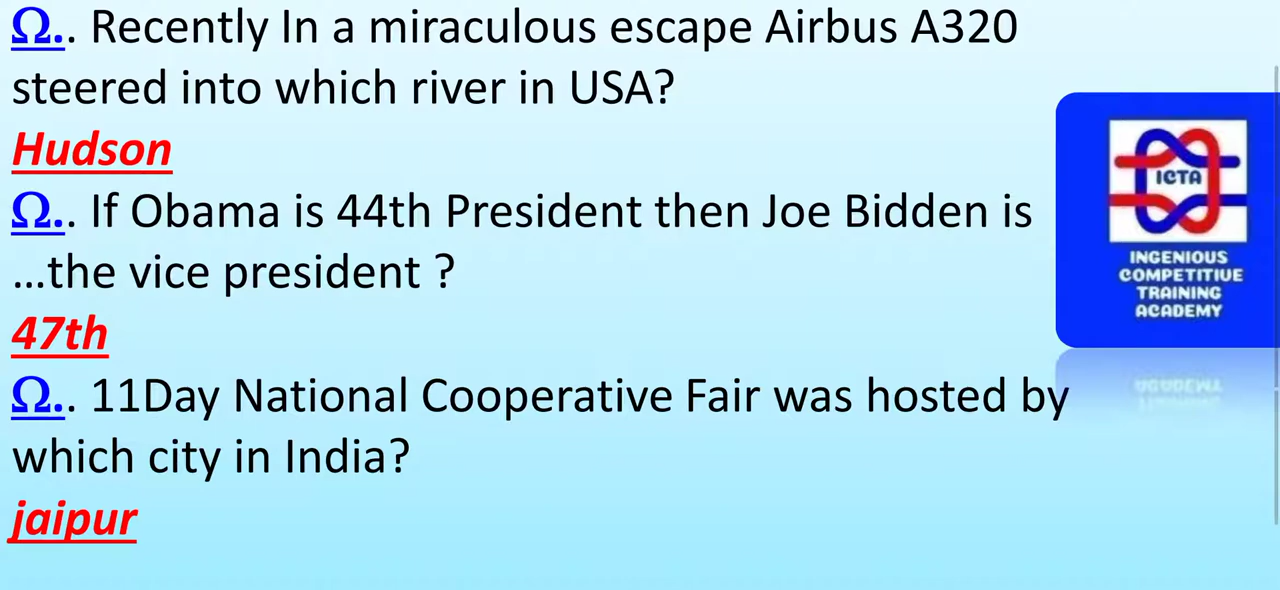 Ω.. Recently In a miraculous escape Airbus A320
steered into which river in USA?
Hudson
Ω.. If Obama is 44th President then Joe Bidden is
…the vice president ?
47th
Ω.. 11Day National Cooperative Fair was hosted by
which city in India?
jaipur
ICTA
INGENIOUS
COMPETITIVE
TRAINING
ACADEMY